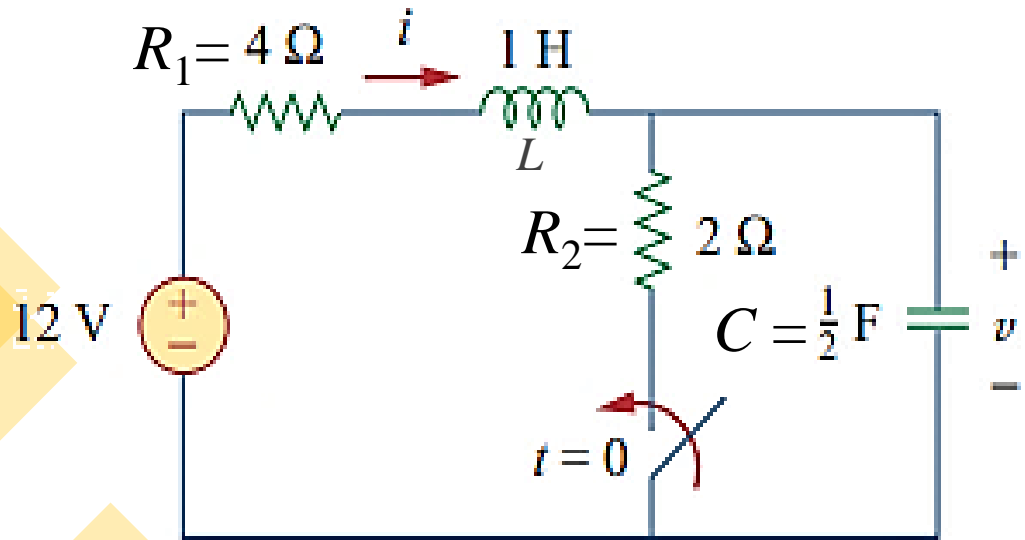 R₁= 4 Ω
i
1 H
L
R₂=
2 Ω
+
12 V
+
−
C = ½ F
v
−
t = 0